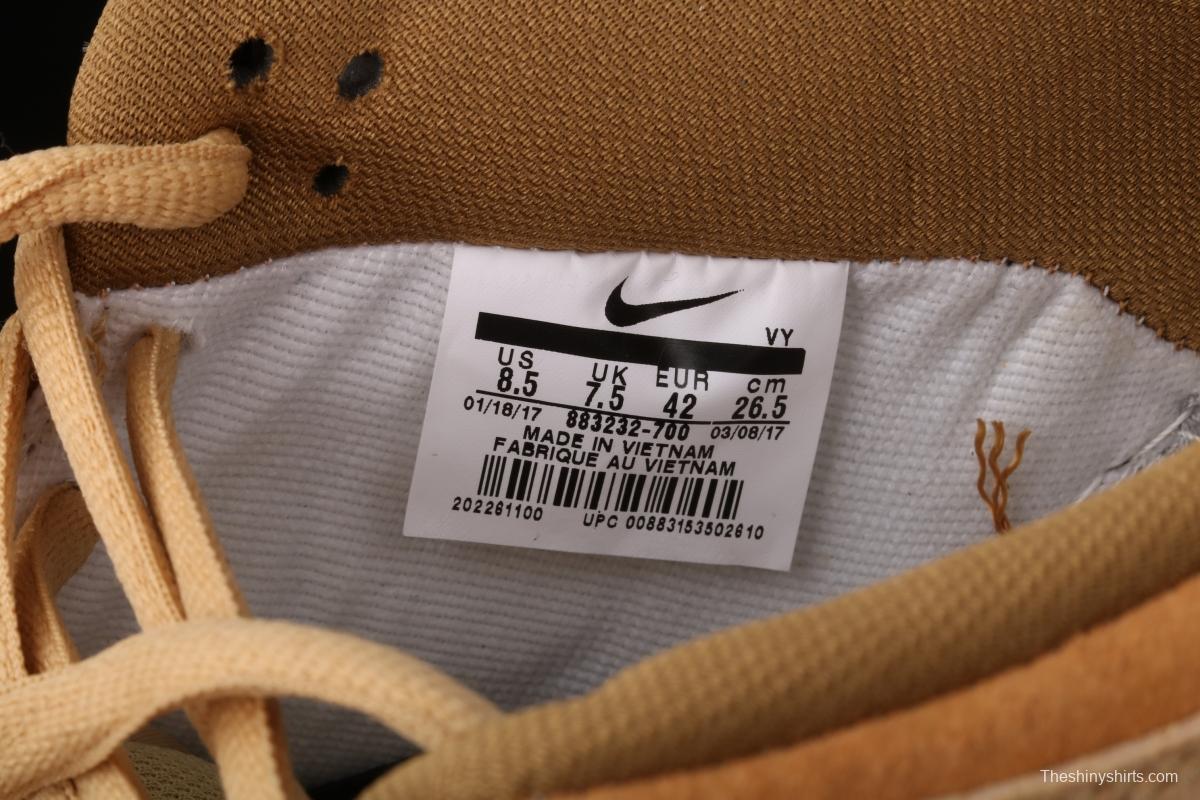 VY
US UK EUR cm
8.5 7.5 42 26.5
01/18/17 883232-700 03/08/17
MADE IN VIETNAM
FABRIQUE AU VIETNAM
202261100 UPC 00883153502610
Theshinyshirts.com